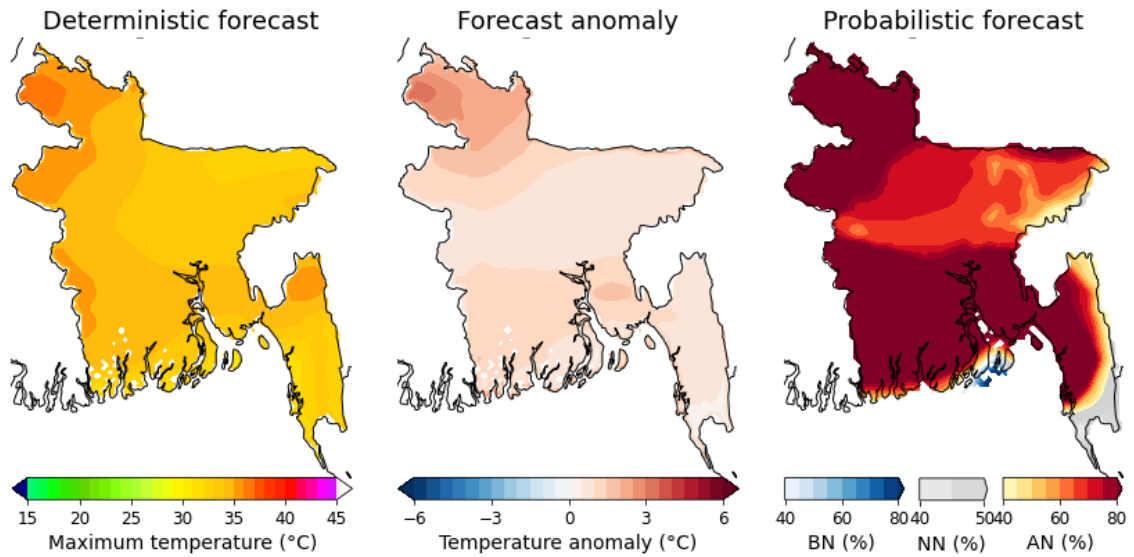 Deterministic forecast
Forecast anomaly
Probabilistic forecast
15 20 25 30 35 40 45
Maximum temperature (°C)
−6 −3 0 3 6
Temperature anomaly (°C)
40 60 80
BN (%)
40 50
NN (%)
40 60 80
AN (%)